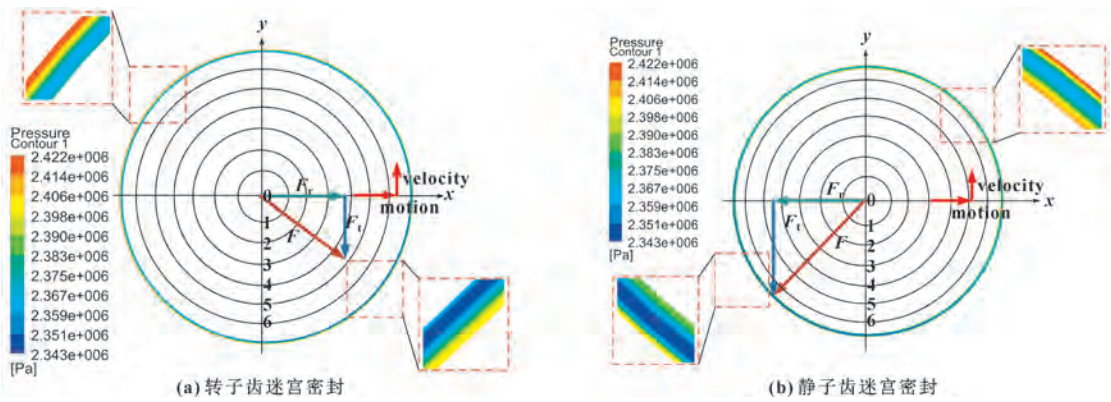 y
Pressure
Contour 1
2.422e+006
2.414e+006
2.406e+006
2.398e+006
2.390e+006
2.383e+006
2.375e+006
2.367e+006
2.359e+006
2.351e+006
2.343e+006
[Pa]
0
1
2
3
4
5
6
Fr
Ft
F
velocity
motion
x
(a) 转子齿迷宫密封
y
Pressure
Contour 1
2.422e+006
2.414e+006
2.406e+006
2.398e+006
2.390e+006
2.383e+006
2.375e+006
2.367e+006
2.359e+006
2.351e+006
2.343e+006
[Pa]
0
1
2
3
4
5
6
Fr
Ft
F
velocity
motion
x
(b) 静子齿迷宫密封